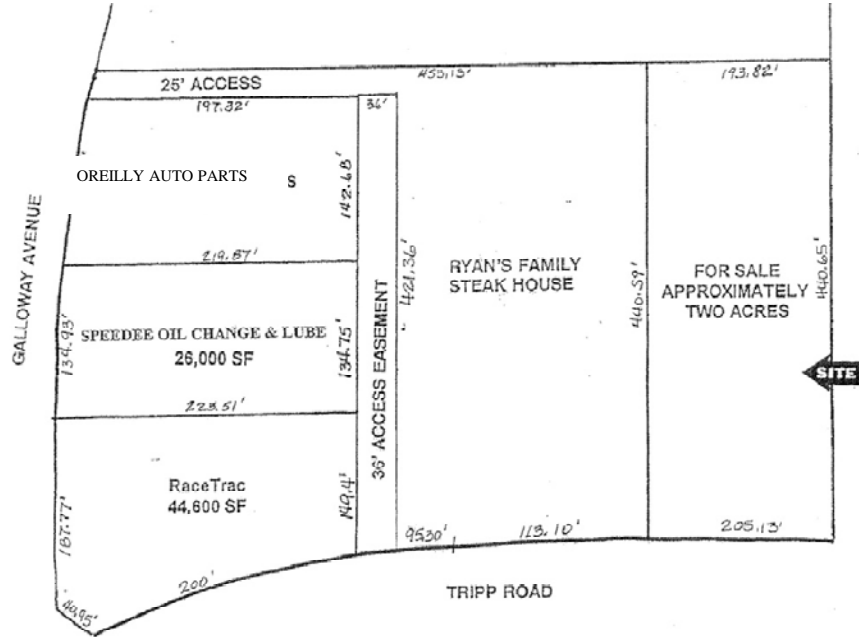 25' ACCESS
455.15'
193.82'
197.32'
36'
OREILLY AUTO PARTS
S
142.68'
GALLOWAY AVENUE
219.87'
421.36'
RYAN'S FAMILY
STEAK HOUSE
440.59'
FOR SALE
APPROXIMATELY
TWO ACRES
440.65'
134.93'
SPEEDEE OIL CHANGE & LUBE
26,000 SF
134.75'
36' ACCESS EASEMENT
SITE
223.51'
RaceTrac
44,600 SF
149.4'
187.77'
95.30'
113.10'
205.13'
200'
40.95'
TRIPP ROAD